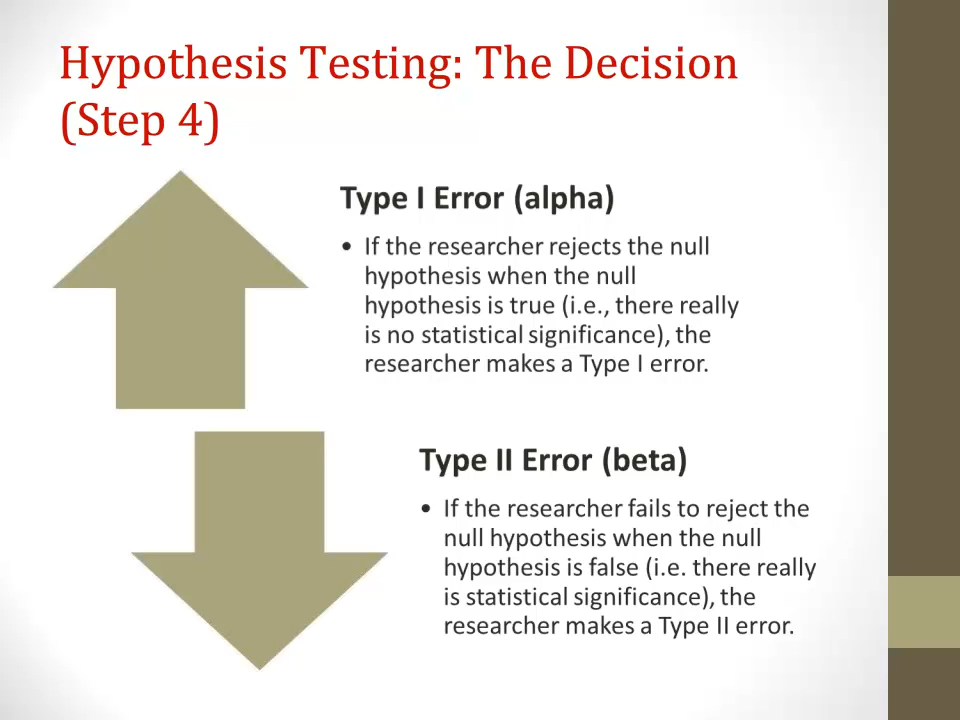 Hypothesis Testing: The Decision
(Step 4)
Type I Error (alpha)
• If the researcher rejects the null
hypothesis when the null
hypothesis is true (i.e., there really
is no statistical significance), the
researcher makes a Type I error.
Type II Error (beta)
• If the researcher fails to reject the
null hypothesis when the null
hypothesis is false (i.e. there really
is statistical significance), the
researcher makes a Type II error.